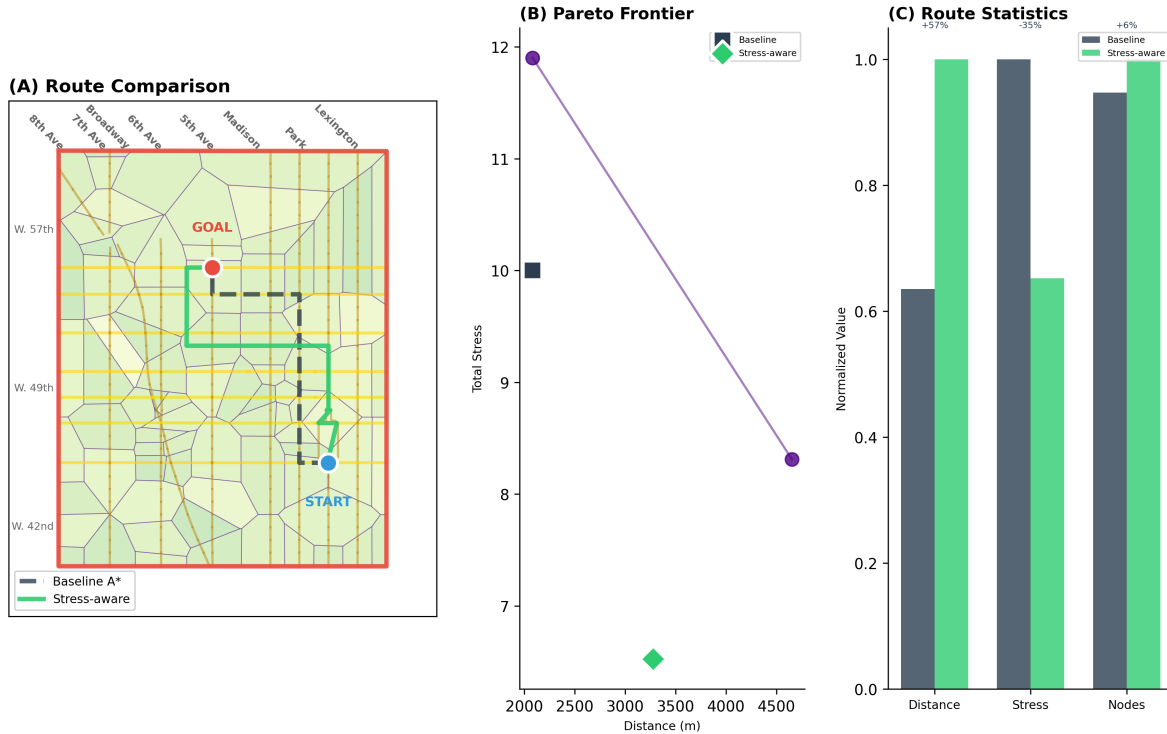 (A) Route Comparison
8th Ave
7th Ave
Broadway
6th Ave
5th Ave
Madison
Park
Lexington
W. 57th
W. 49th
W. 42nd
GOAL
START
Baseline A*
Stress-aware
(B) Pareto Frontier
Baseline
Stress-aware
Total Stress
12
11
10
9
8
7
2000 2500 3000 3500 4000 4500
Distance (m)
(C) Route Statistics
+57% -35% +6%
Baseline
Stress-aware
Normalized Value
1.0
0.8
0.6
0.4
0.2
0.0
Distance Stress Nodes